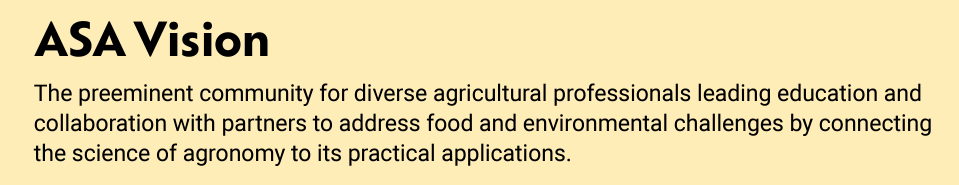 ASA Vision
The preeminent community for diverse agricultural professionals leading education and
collaboration with partners to address food and environmental challenges by connecting
the science of agronomy to its practical applications.